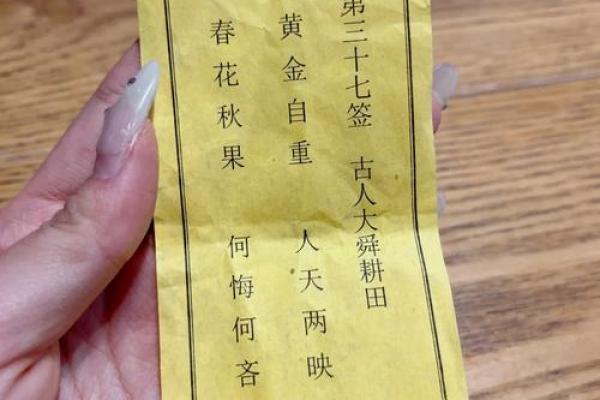 第三十七签 古人大舜耕田
黄金自重 人天两映
春花秋果 何悔何吝